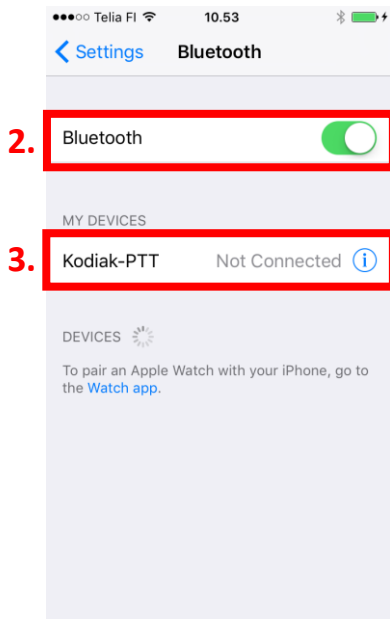 ●●●○○ Telia FI 10.53
Settings Bluetooth
2. Bluetooth
MY DEVICES
3. Kodiak-PTT Not Connected i
DEVICES
To pair an Apple Watch with your iPhone, go to
the Watch app.